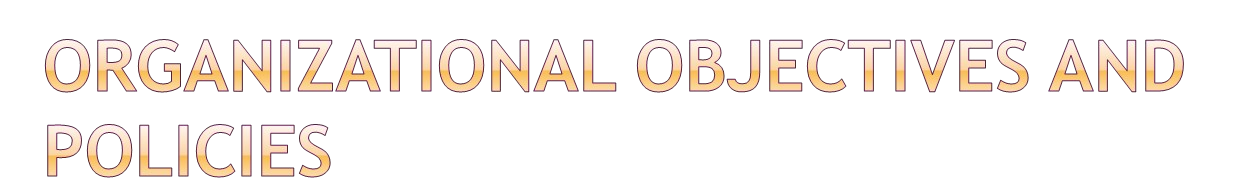 ORGANIZATIONAL OBJECTIVES AND
POLICIES